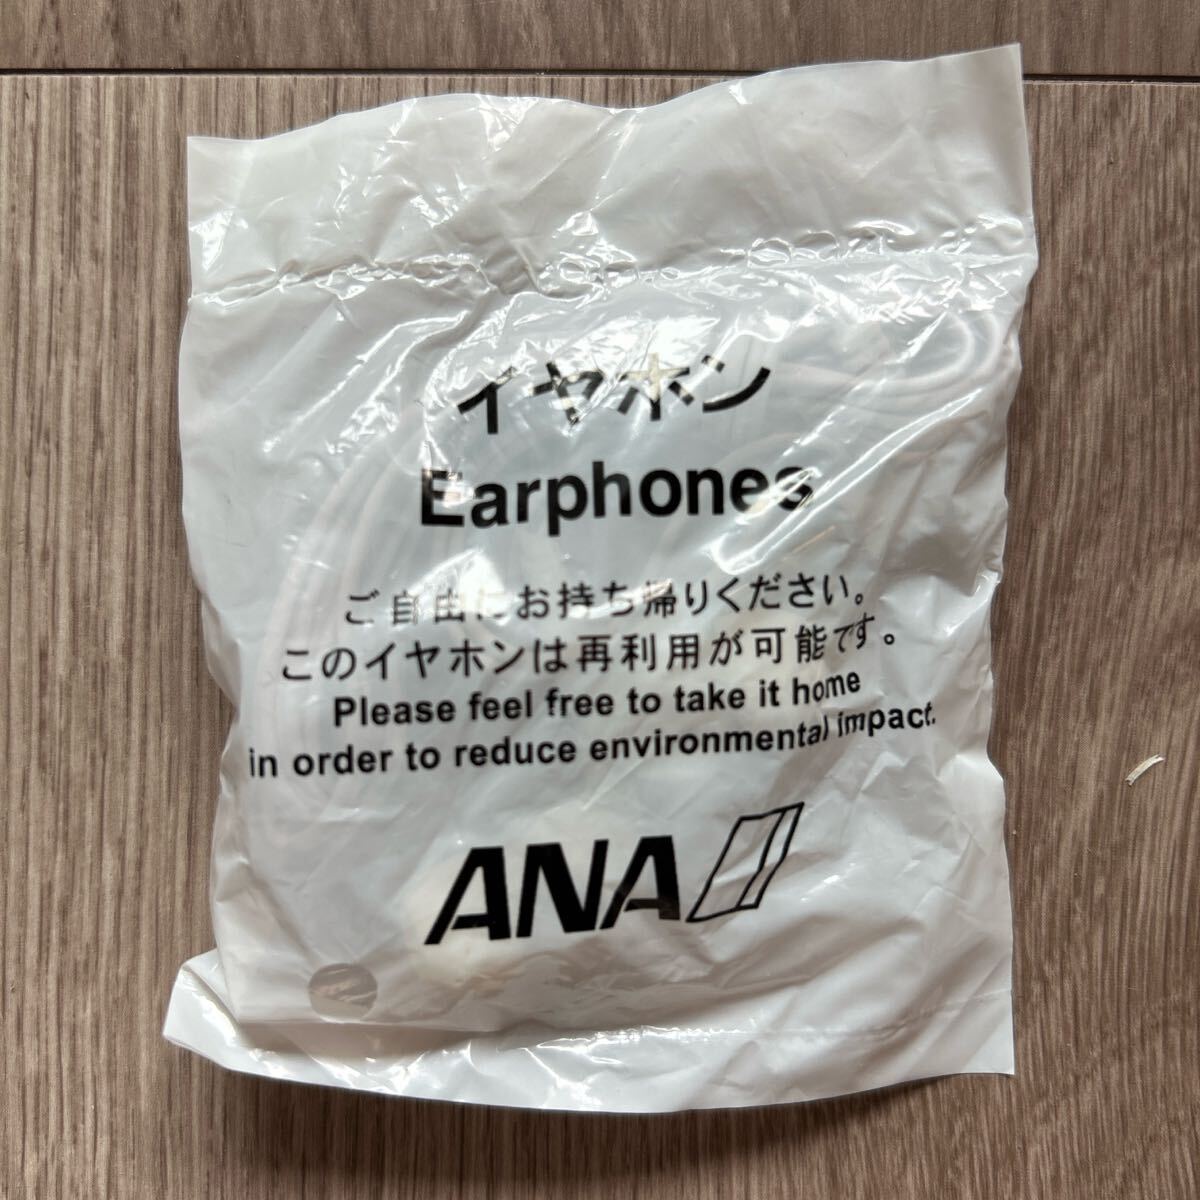 イヤホン
Earphones
ご自由にお持ち帰りください。
このイヤホンは再利用が可能です。
Please feel free to take it home
in order to reduce environmental impact.
ANA